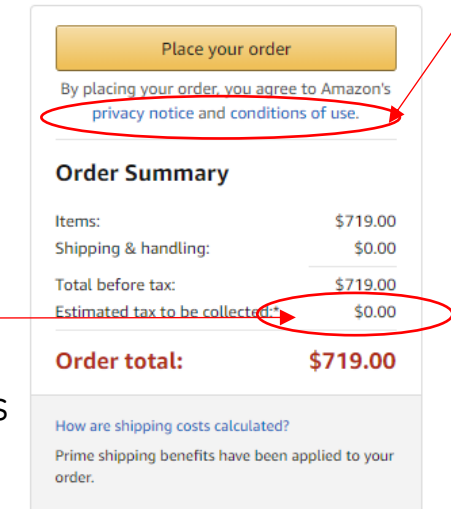 Place your order
By placing your order, you agree to Amazon's
privacy notice and conditions of use.
Order Summary
Items: $719.00
Shipping & handling: $0.00
Total before tax: $719.00
Estimated tax to be collected:* $0.00
Order total: $719.00
S
How are shipping costs calculated?
Prime shipping benefits have been applied to your
order.